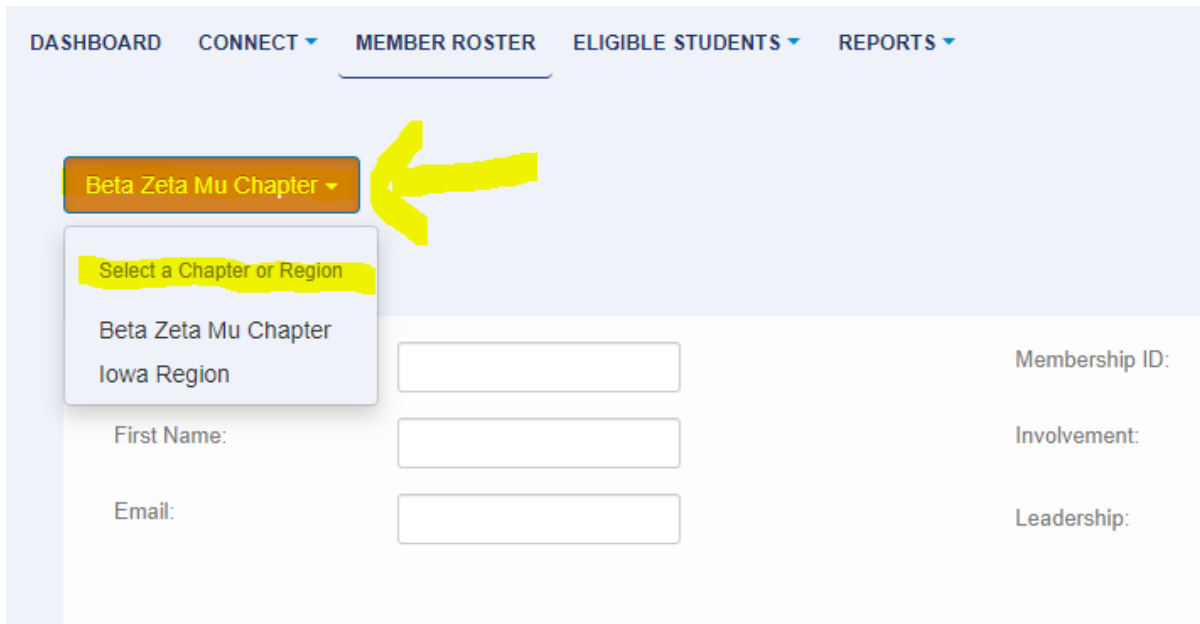 DASHBOARD CONNECT MEMBER ROSTER ELIGIBLE STUDENTS REPORTS
Beta Zeta Mu Chapter
Select a Chapter or Region
Beta Zeta Mu Chapter
Iowa Region
Membership ID:
First Name:
Involvement:
Email:
Leadership: